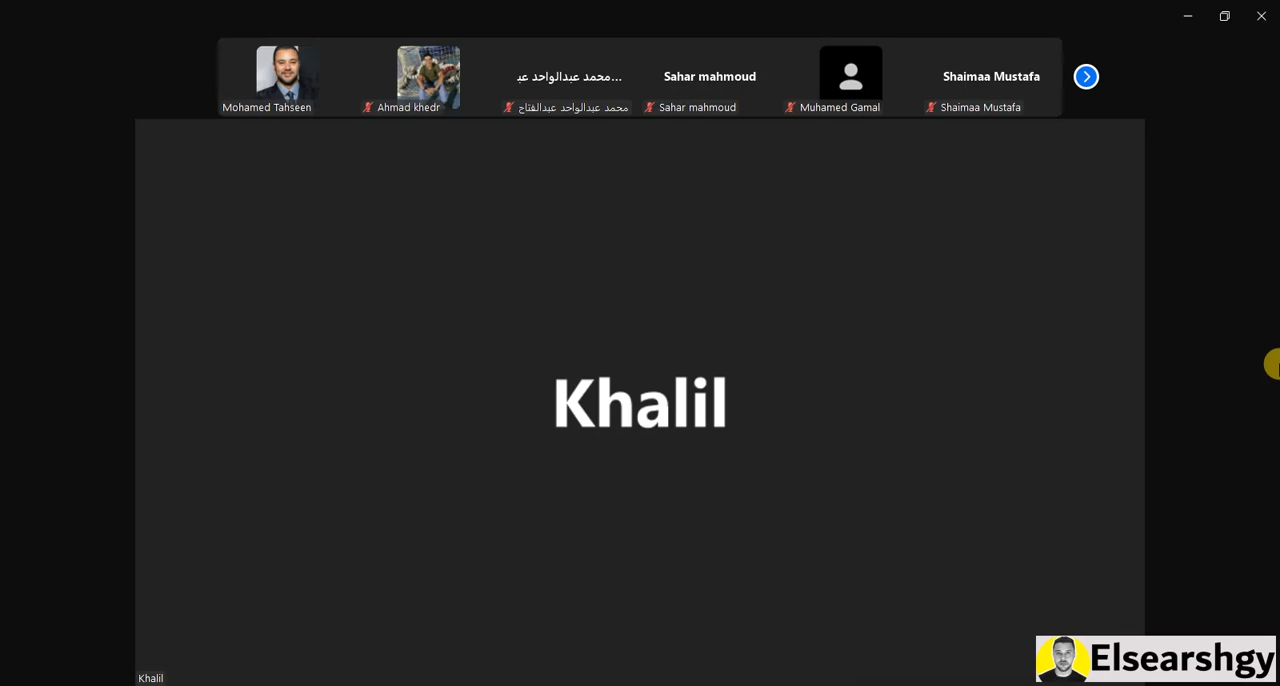 ...محمد عبدالواحد عبد
Sahar mahmoud
Shaimaa Mustafa
Mohamed Tahseen
Ahmad khedr
محمد عبدالواحد عبدالفتاح
Sahar mahmoud
Muhamed Gamal
Shaimaa Mustafa
Khalil
Khalil
Elsearshgy